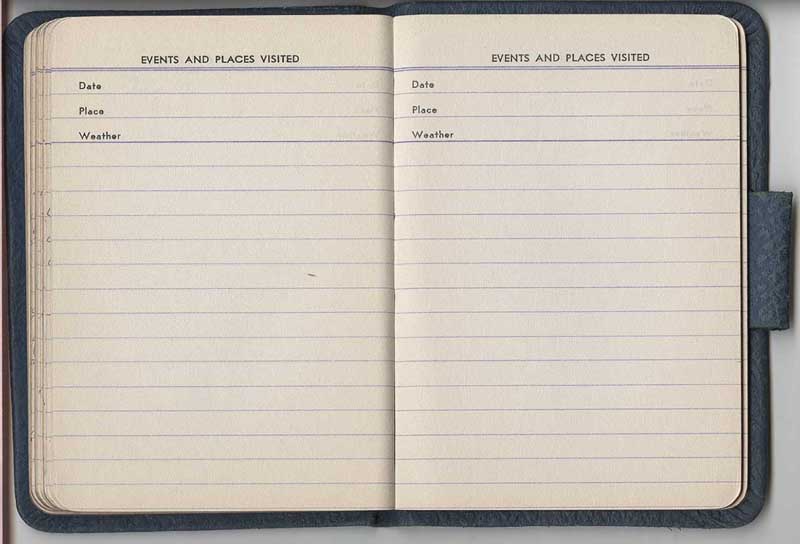 EVENTS AND PLACES VISITED
Date
Place
Weather
EVENTS AND PLACES VISITED
Date
Place
Weather